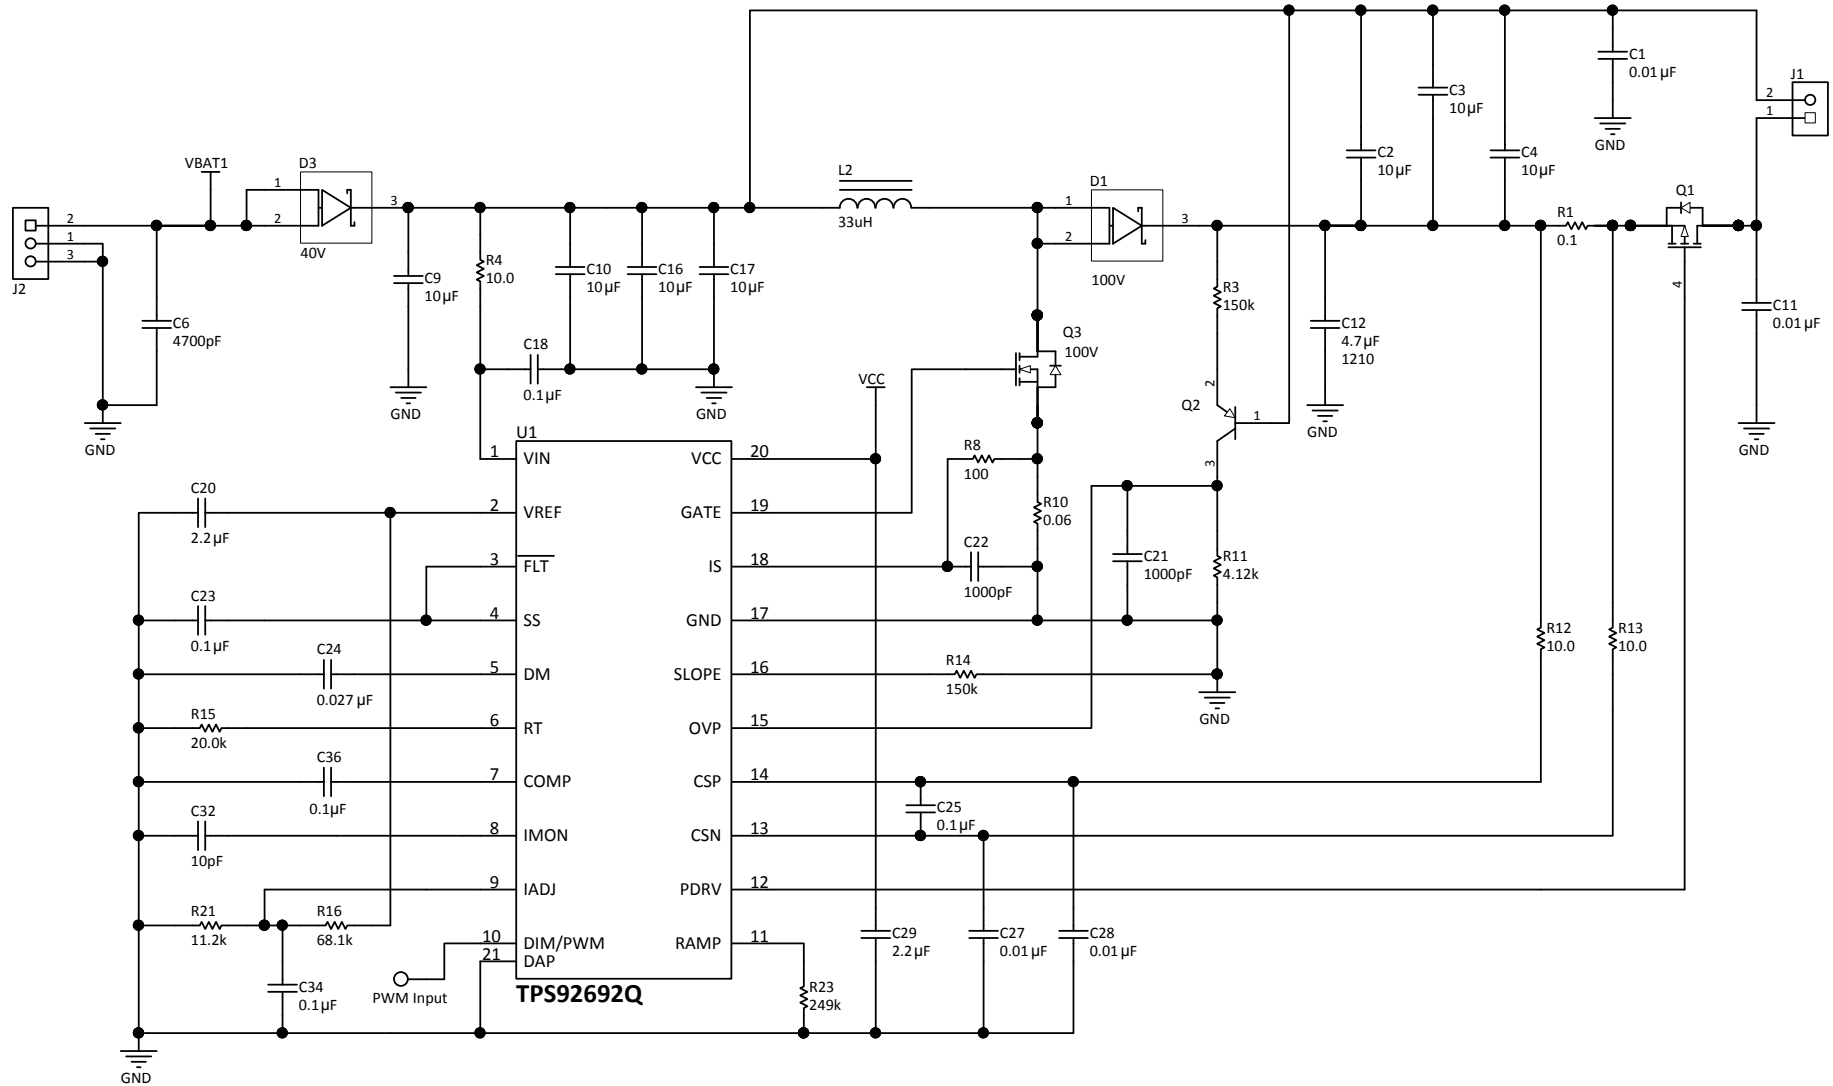 C1
0.01µF
GND
J1
2
1
C3
10µF
C2
10µF
C4
10µF
VBAT1
D3
1
2
3
40V
L2
33uH
D1
1
2
3
100V
R1
0.1
Q1
4
J2
2
1
3
C6
4700pF
GND
C9
10µF
GND
R4
10.0
C10
10µF
C16
10µF
C17
10µF
C18
0.1µF
GND
VCC
Q3
100V
R3
150k
C12
4.7µF
1210
GND
C11
0.01µF
GND
Q2
2
1
3
U1
1 VIN
VCC 20
R8
100
R10
0.06
C20
2.2µF
2 VREF
GATE 19
3 FLT
IS 18
C22
1000pF
C21
1000pF
R11
4.12k
C23
0.1µF
4 SS
GND 17
R12
10.0
R13
10.0
C24
0.027µF
5 DM
SLOPE 16
R14
150k
GND
R15
20.0k
6 RT
OVP 15
C36
0.1µF
7 COMP
CSP 14
C25
0.1µF
C32
10pF
8 IMON
CSN 13
9 IADJ
PDRV 12
R21
11.2k
R16
68.1k
10 DIM/PWM
RAMP 11
21 DAP
C29
2.2µF
C27
0.01µF
C28
0.01µF
C34
0.1µF
PWM Input
TPS92692Q
R23
249k
GND